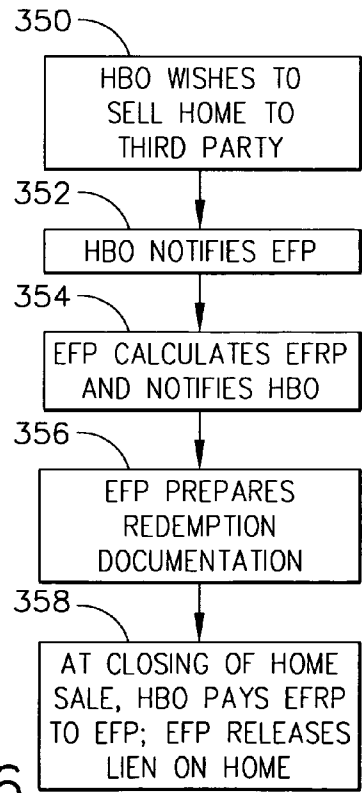 350
HBO WISHES TO
SELL HOME TO
THIRD PARTY
352
HBO NOTIFIES EFP
354
EFP CALCULATES EFRP
AND NOTIFIES HBO
356
EFP PREPARES
REDEMPTION
DOCUMENTATION
358
AT CLOSING OF HOME
SALE, HBO PAYS EFRP
TO EFP; EFP RELEASES
LIEN ON HOME